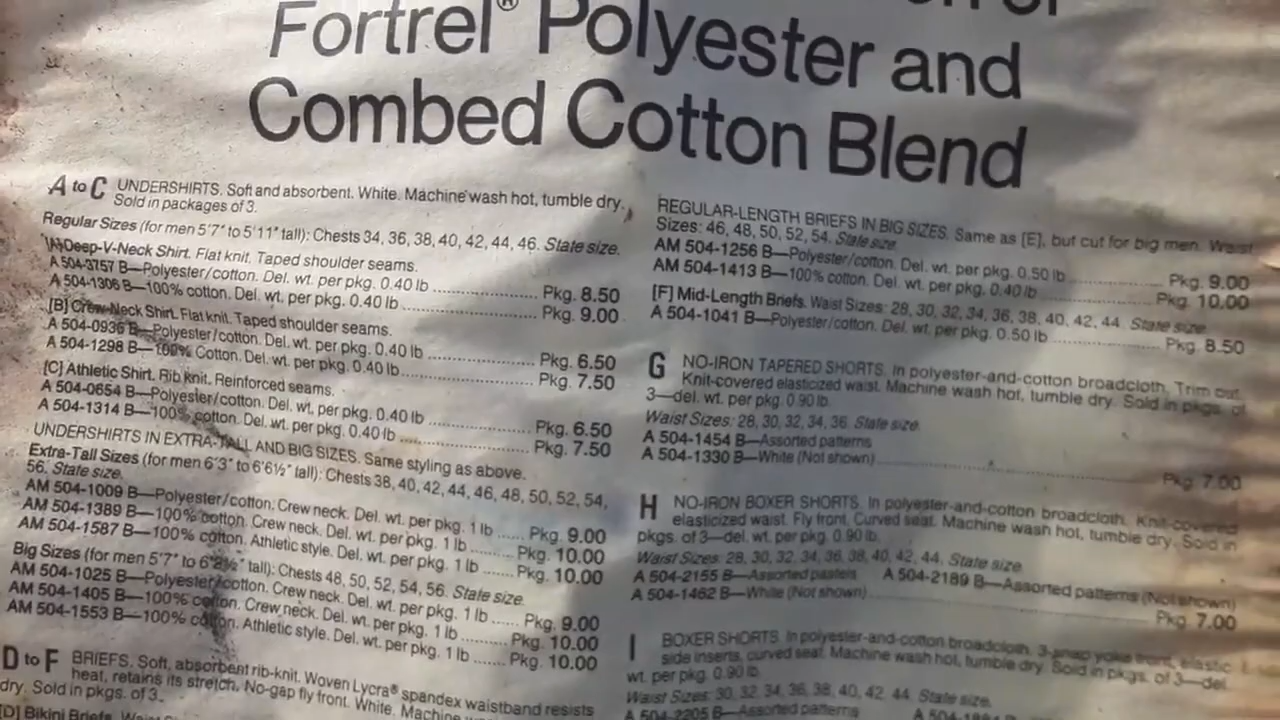 Fortrel® Polyester and
Combed Cotton Blend
A to C UNDERSHIRTS. Soft and absorbent. White. Machine wash hot, tumble dry.
Sold in packages of 3.
Regular Sizes (for men 5'7" to 5'11" tall): Chests 34, 36, 38, 40, 42, 44, 46. State size.
[A] Deep-V-Neck Shirt. Flat knit. Taped shoulder seams.
A 504-3757 B—Polyester/cotton. Del. wt. per pkg. 0.40 lb .......... Pkg. 8.50
A 504-1306 B—100% cotton. Del. wt. per pkg. 0.40 lb .......... Pkg. 9.00
[B] Crew-Neck Shirt. Flat knit. Taped shoulder seams.
A 504-0936 B—Polyester/cotton. Del. wt. per pkg. 0.40 lb .......... Pkg. 6.50
A 504-1298 B—100% Cotton. Del. wt. per pkg. 0.40 lb .......... Pkg. 7.50
[C] Athletic Shirt. Rib knit. Reinforced seams.
A 504-0654 B—Polyester/cotton. Del. wt. per pkg. 0.40 lb .......... Pkg. 6.50
A 504-1314 B—100% cotton. Del. wt. per pkg. 0.40 lb .......... Pkg. 7.50
UNDERSHIRTS IN EXTRA-TALL AND BIG SIZES. Same styling as above.
Extra-Tall Sizes (for men 6'3" to 6'6½" tall): Chests 38, 40, 42, 44, 46, 48, 50, 52, 54,
56. State size.
AM 504-1009 B—Polyester/cotton. Crew neck. Del. wt. per pkg. 1 lb ...... Pkg. 9.00
AM 504-1389 B—100% cotton. Crew neck. Del. wt. per pkg. 1 lb ...... Pkg. 10.00
AM 504-1587 B—100% cotton. Athletic style. Del. wt. per pkg. 1 lb ...... Pkg. 10.00
Big Sizes (for men 5'7" to 6'2½" tall): Chests 48, 50, 52, 54, 56. State size.
AM 504-1025 B—Polyester/cotton. Crew neck. Del. wt. per pkg. 1 lb ...... Pkg. 9.00
AM 504-1405 B—100% cotton. Crew neck. Del. wt. per pkg. 1 lb ...... Pkg. 10.00
AM 504-1553 B—100% cotton. Athletic style. Del. wt. per pkg. 1 lb ...... Pkg. 10.00
D to F BRIEFS. Soft, absorbent rib-knit. Woven Lycra® spandex waistband resists
heat, retains its stretch. No-gap fly front. White. Machine
dry. Sold in pkgs. of 3.
[D] Bikini Briefs.
REGULAR-LENGTH BRIEFS IN BIG SIZES. Same as [E], but cut for big men. Waist
Sizes: 46, 48, 50, 52, 54. State size.
AM 504-1256 B—Polyester/cotton. Del. wt. per pkg. 0.50 lb .......... Pkg. 9.00
AM 504-1413 B—100% cotton. Del. wt. per pkg. 0.40 lb .......... Pkg. 10.00
[F] Mid-Length Briefs. Waist Sizes: 28, 30, 32, 34, 36, 38, 40, 42, 44. State size.
A 504-1041 B—Polyester/cotton. Del. wt. per pkg. 0.50 lb .......... Pkg. 8.50
G NO-IRON TAPERED SHORTS. In polyester-and-cotton broadcloth. Trim cut.
Knit-covered elasticized waist. Machine wash hot, tumble dry. Sold in pkgs. of
3—del. wt. per pkg. 0.90 lb.
Waist Sizes: 28, 30, 32, 34, 36. State size.
A 504-1454 B—Assorted patterns
A 504-1330 B—White (Not shown) .......... Pkg. 7.00
H NO-IRON BOXER SHORTS. In polyester-and-cotton broadcloth. Knit-covered
elasticized waist. Fly front. Curved seat. Machine wash hot, tumble dry. Sold in
pkgs. of 3—del. wt. per pkg. 0.90 lb.
Waist Sizes: 28, 30, 32, 34, 36, 38, 40, 42, 44. State size.
A 504-2155 B—Assorted pastels A 504-2189 B—Assorted patterns (Not shown)
A 504-1462 B—White (Not shown) .......... Pkg. 7.00
I BOXER SHORTS. In polyester-and-cotton broadcloth. 3-snap yoke front, elastic
side inserts, curved seat. Machine wash hot, tumble dry. Sold in pkgs. of 3—del.
wt. per pkg. 0.90 lb.
Waist Sizes: 30, 32, 34, 36, 38, 40, 42, 44. State size.
A 504-2205 B—Assorted patterns